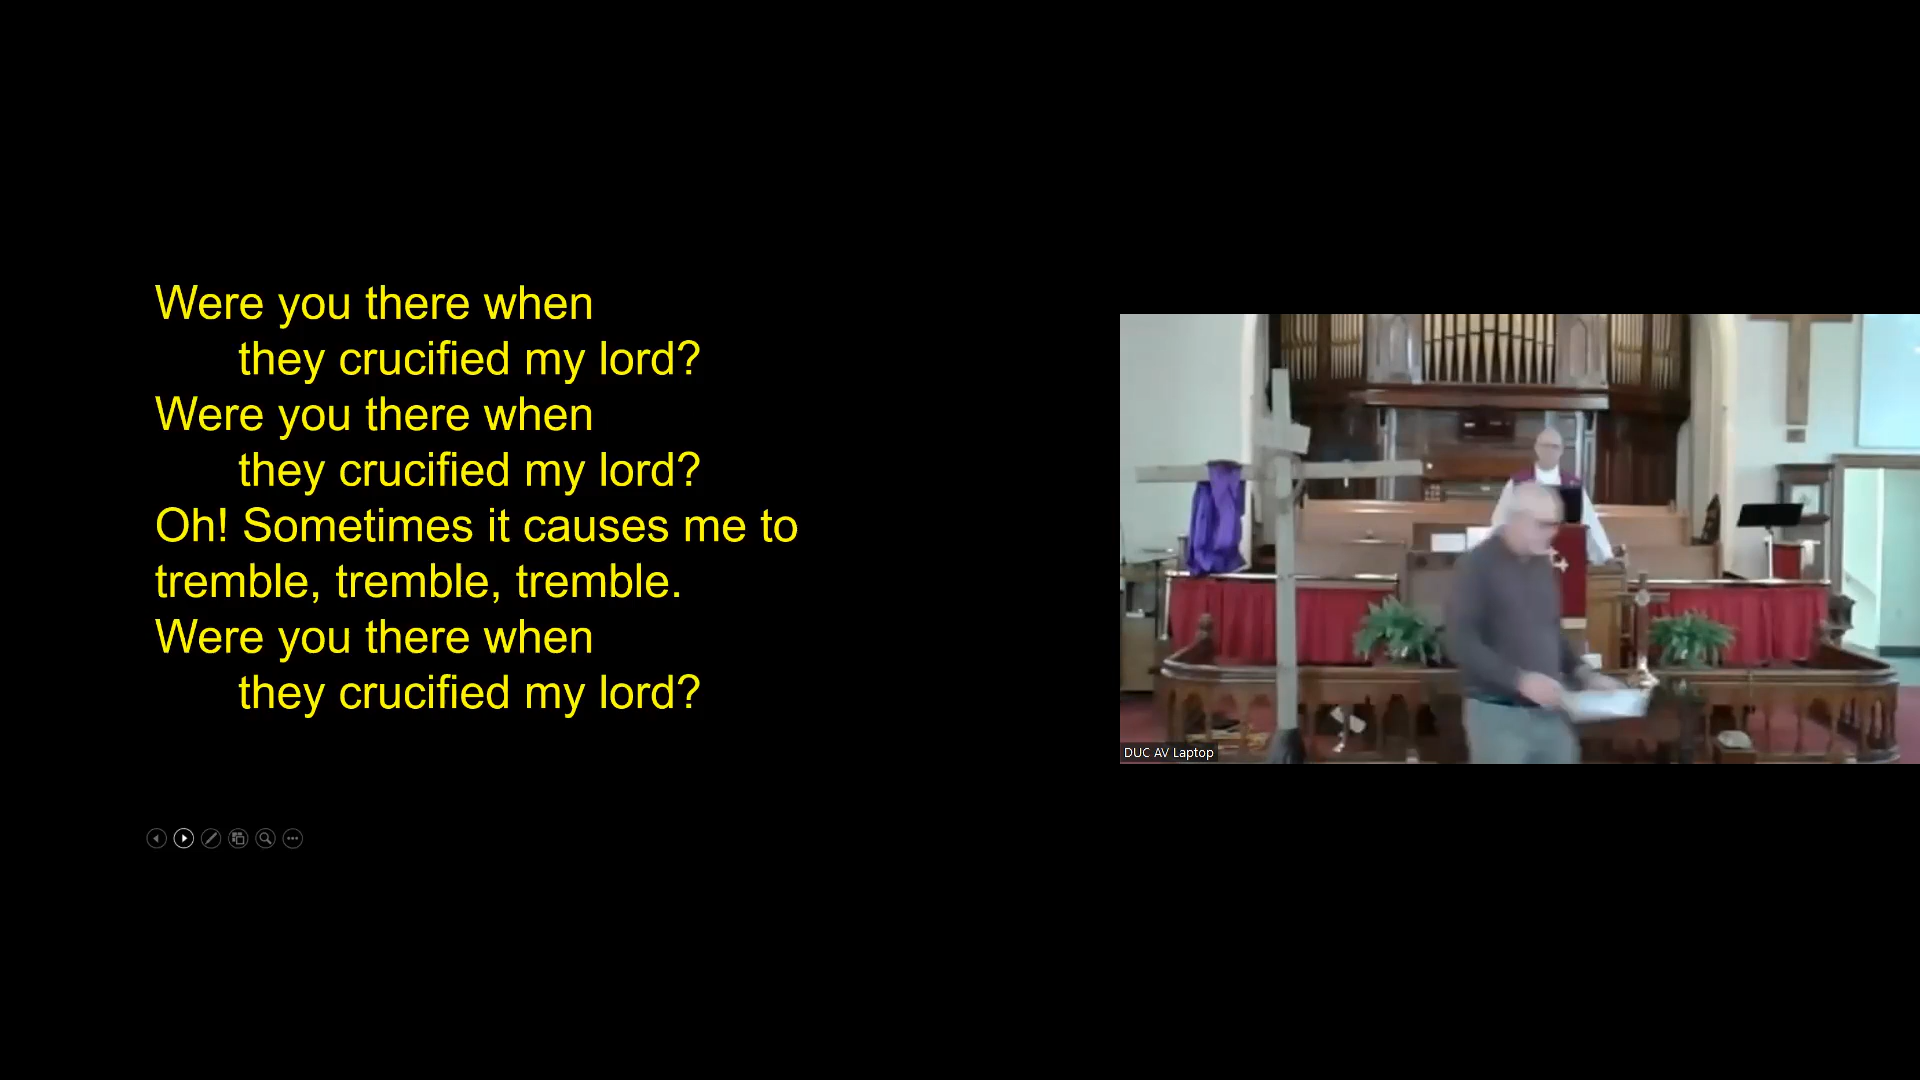 Were you there when
they crucified my lord?
Were you there when
they crucified my lord?
Oh! Sometimes it causes me to
tremble, tremble, tremble.
Were you there when
they crucified my lord?
DUC AV Laptop